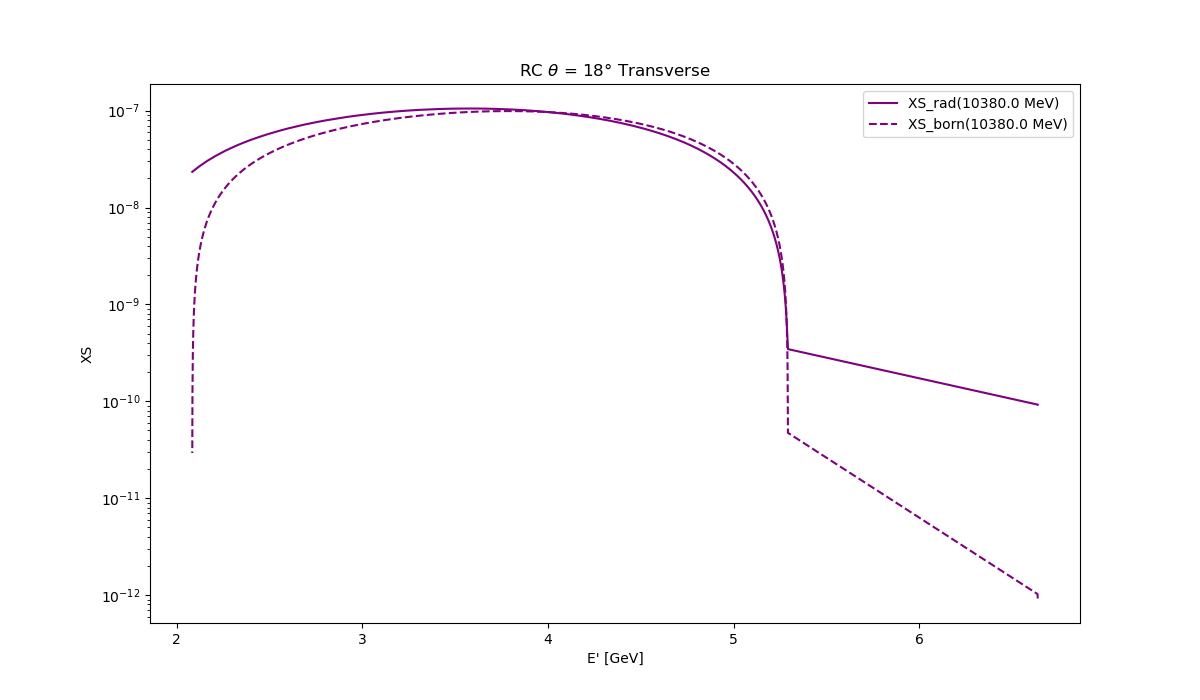 RC θ = 18° Transverse
XS_rad(10380.0 MeV)
XS_born(10380.0 MeV)
XS
10⁻⁷
10⁻⁸
10⁻⁹
10⁻¹⁰
10⁻¹¹
10⁻¹²
2 3 4 5 6
E' [GeV]